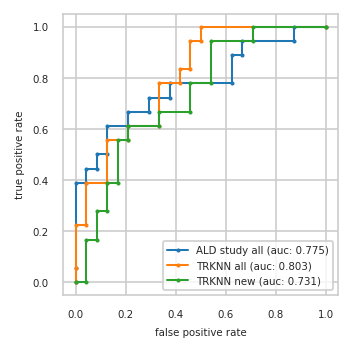 1.0
0.8
0.6
0.4
0.2
0.0
true positive rate
ALD study all (auc: 0.775)
TRKNN all (auc: 0.803)
TRKNN new (auc: 0.731)
0.0 0.2 0.4 0.6 0.8 1.0
false positive rate